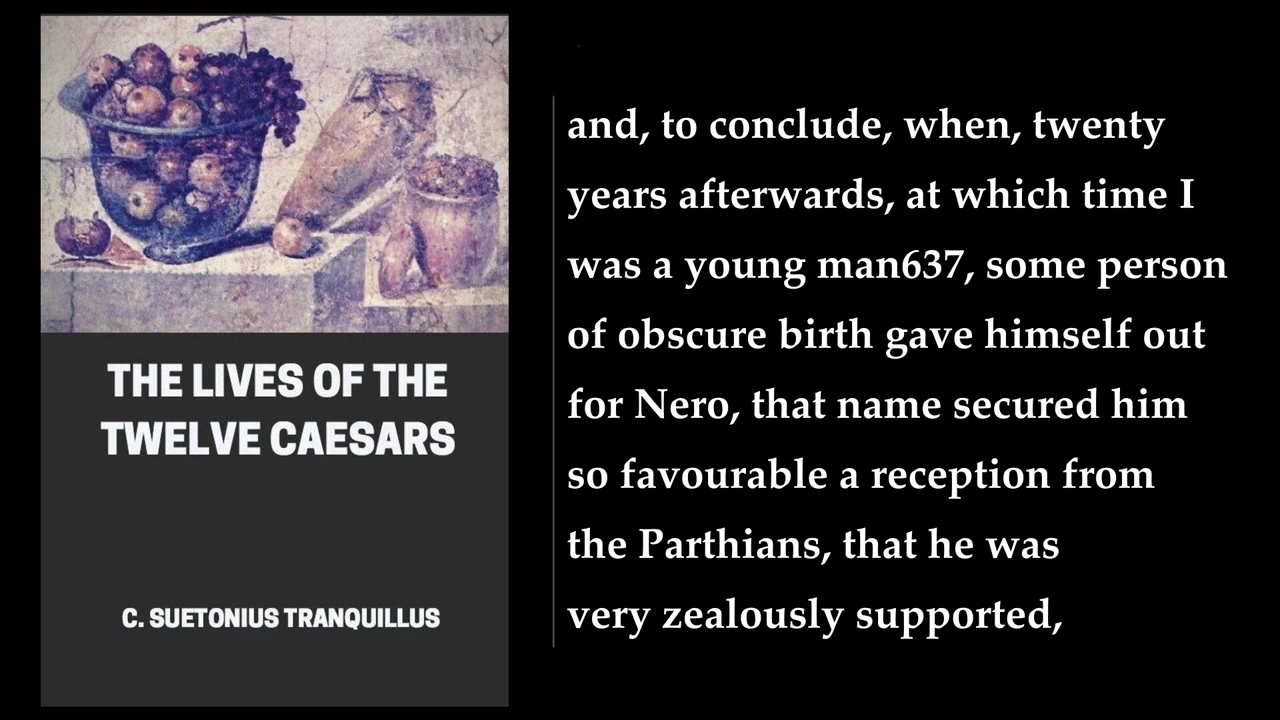 THE LIVES OF THE
TWELVE CAESARS
C. SUETONIUS TRANQUILLUS
and, to conclude, when, twenty
years afterwards, at which time I
was a young man637, some person
of obscure birth gave himself out
for Nero, that name secured him
so favourable a reception from
the Parthians, that he was
very zealously supported,